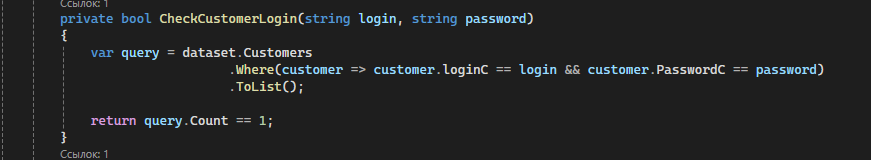 Ссылок: 1
private bool CheckCustomerLogin(string login, string password)
{
var query = dataset.Customers
.Where(customer => customer.loginC == login && customer.PasswordC == password)
.ToList();
return query.Count == 1;
}
Ссылок: 1